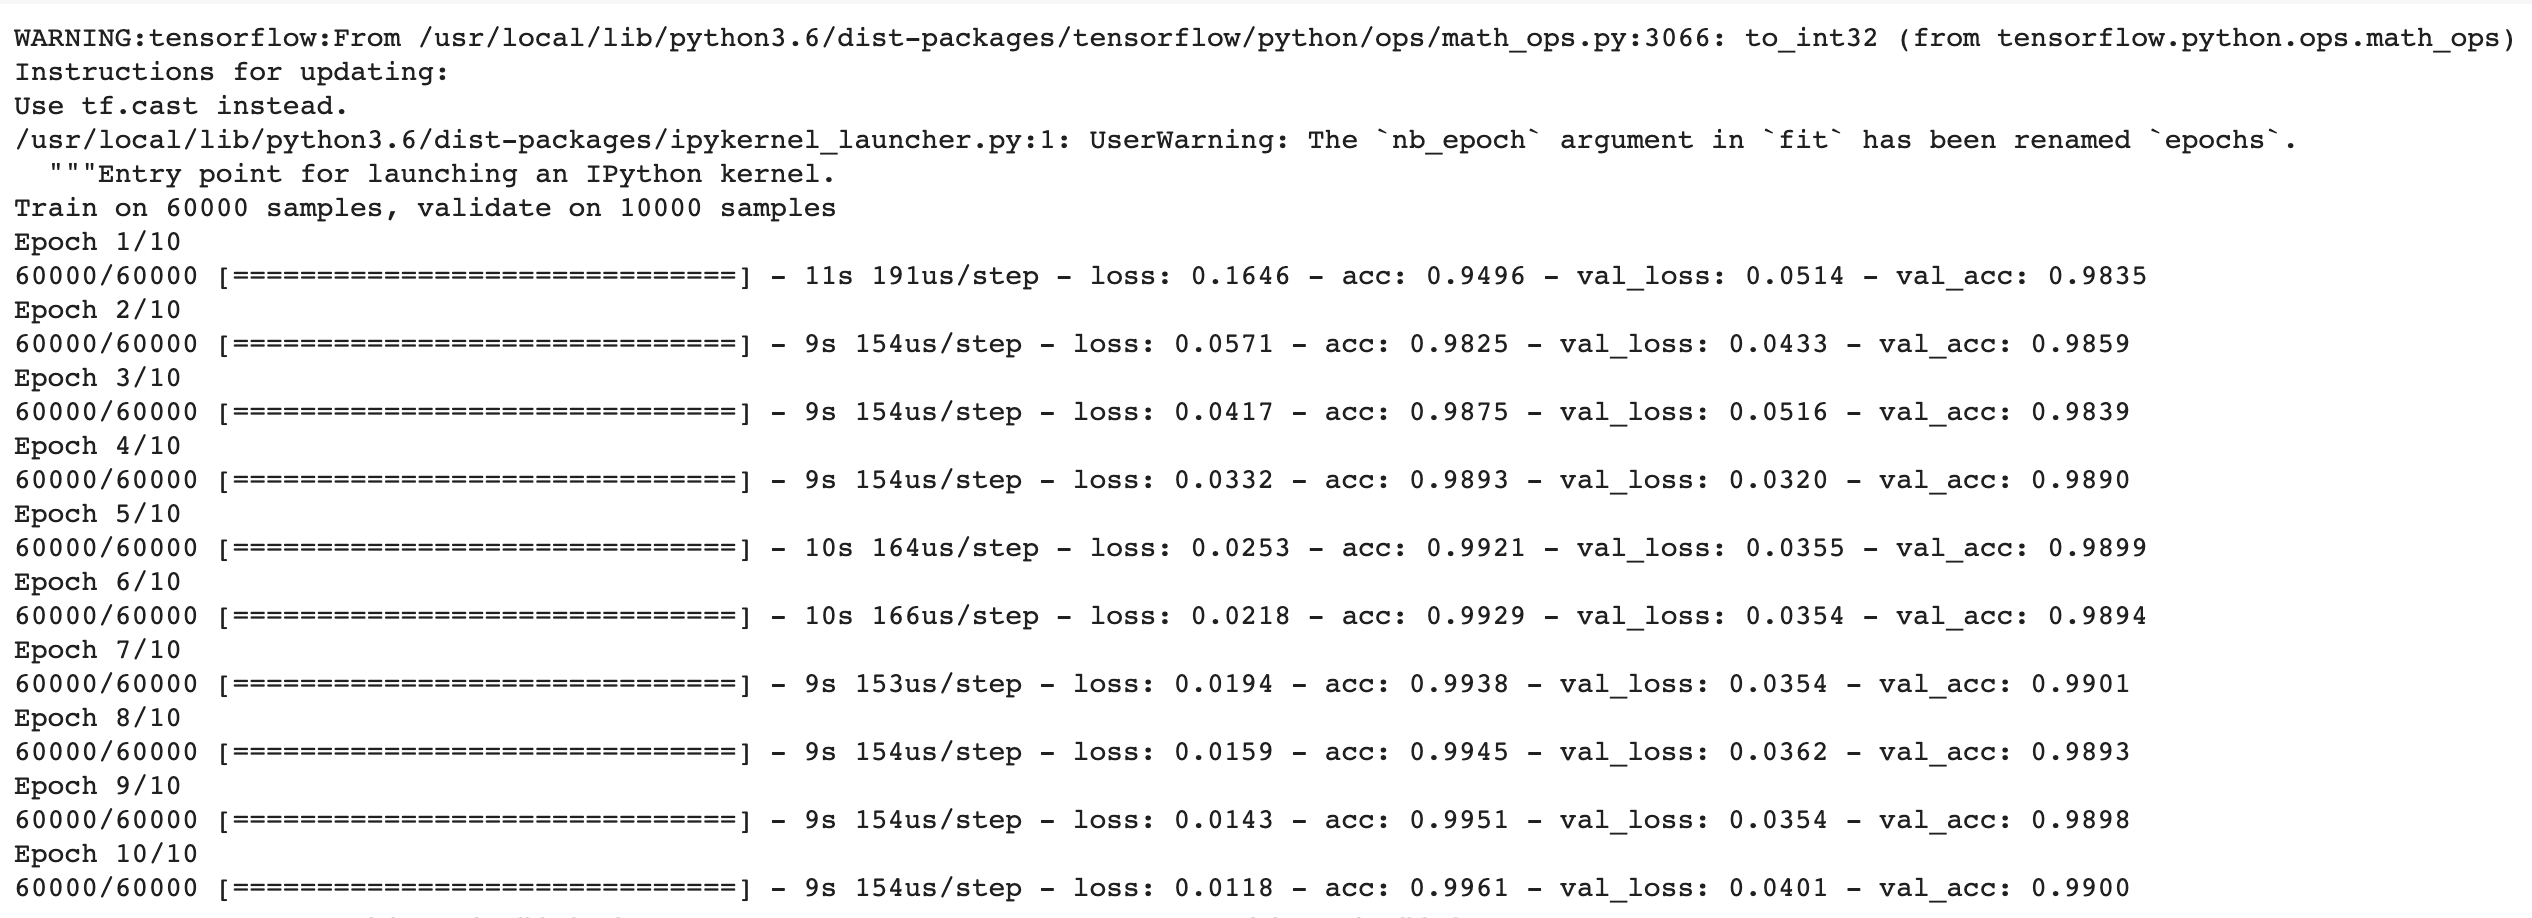 WARNING:tensorflow:From /usr/local/lib/python3.6/dist-packages/tensorflow/python/ops/math_ops.py:3066: to_int32 (from tensorflow.python.ops.math_ops)
Instructions for updating:
Use tf.cast instead.
/usr/local/lib/python3.6/dist-packages/ipykernel_launcher.py:1: UserWarning: The `nb_epoch` argument in `fit` has been renamed `epochs`.
  """Entry point for launching an IPython kernel.
Train on 60000 samples, validate on 10000 samples
Epoch 1/10
60000/60000 [==============================] - 11s 191us/step - loss: 0.1646 - acc: 0.9496 - val_loss: 0.0514 - val_acc: 0.9835
Epoch 2/10
60000/60000 [==============================] - 9s 154us/step - loss: 0.0571 - acc: 0.9825 - val_loss: 0.0433 - val_acc: 0.9859
Epoch 3/10
60000/60000 [==============================] - 9s 154us/step - loss: 0.0417 - acc: 0.9875 - val_loss: 0.0516 - val_acc: 0.9839
Epoch 4/10
60000/60000 [==============================] - 9s 154us/step - loss: 0.0332 - acc: 0.9893 - val_loss: 0.0320 - val_acc: 0.9890
Epoch 5/10
60000/60000 [==============================] - 10s 164us/step - loss: 0.0253 - acc: 0.9921 - val_loss: 0.0355 - val_acc: 0.9899
Epoch 6/10
60000/60000 [==============================] - 10s 166us/step - loss: 0.0218 - acc: 0.9929 - val_loss: 0.0354 - val_acc: 0.9894
Epoch 7/10
60000/60000 [==============================] - 9s 153us/step - loss: 0.0194 - acc: 0.9938 - val_loss: 0.0354 - val_acc: 0.9901
Epoch 8/10
60000/60000 [==============================] - 9s 154us/step - loss: 0.0159 - acc: 0.9945 - val_loss: 0.0362 - val_acc: 0.9893
Epoch 9/10
60000/60000 [==============================] - 9s 154us/step - loss: 0.0143 - acc: 0.9951 - val_loss: 0.0354 - val_acc: 0.9898
Epoch 10/10
60000/60000 [==============================] - 9s 154us/step - loss: 0.0118 - acc: 0.9961 - val_loss: 0.0401 - val_acc: 0.9900